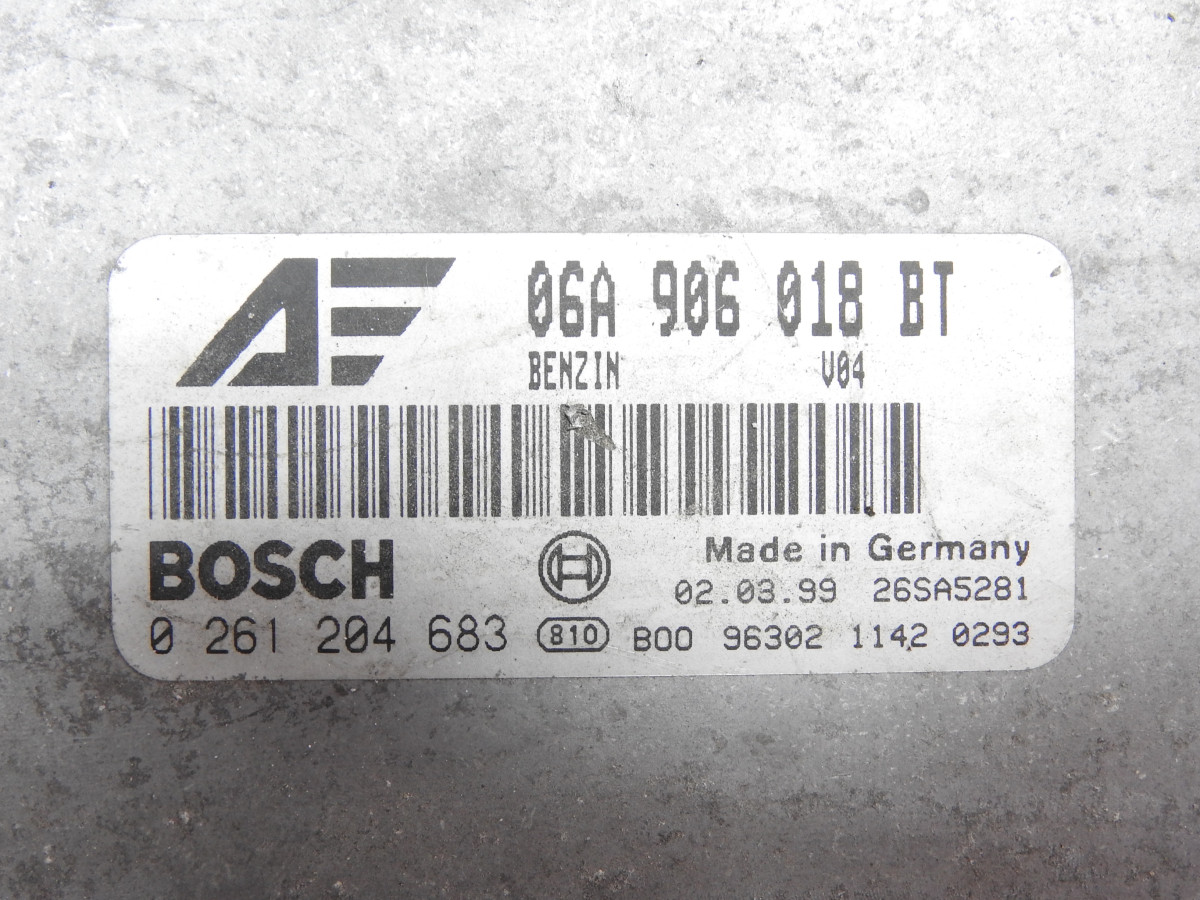 AF
06A 906 018 BT
BENZIN V04
BOSCH
Made in Germany
02.03.99 26SA5281
0 261 204 683 810 B00 96302 1142 0293